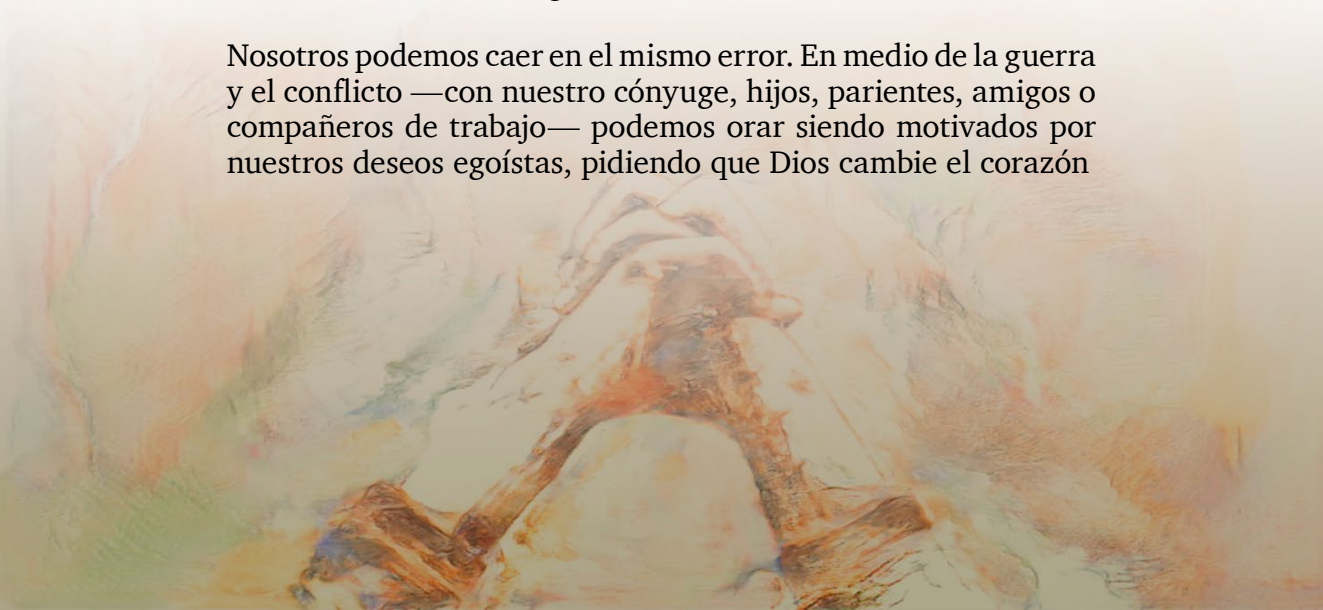 Nosotros podemos caer en el mismo error. En medio de la guerra
y el conflicto —con nuestro cónyuge, hijos, parientes, amigos o
compañeros de trabajo— podemos orar siendo motivados por
nuestros deseos egoístas, pidiendo que Dios cambie el corazón